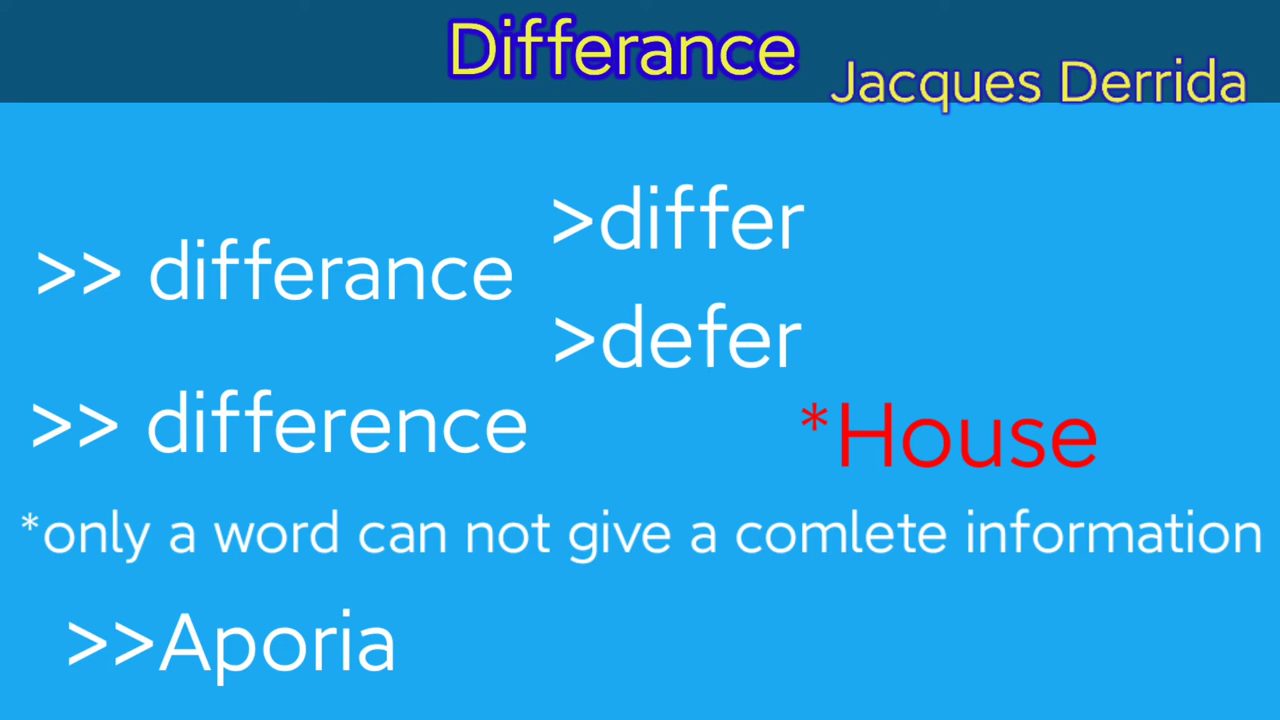 Differance
Jacques Derrida
>differ
>> differance
>defer
>> difference
*House
*only a word can not give a comlete information
>>Aporia